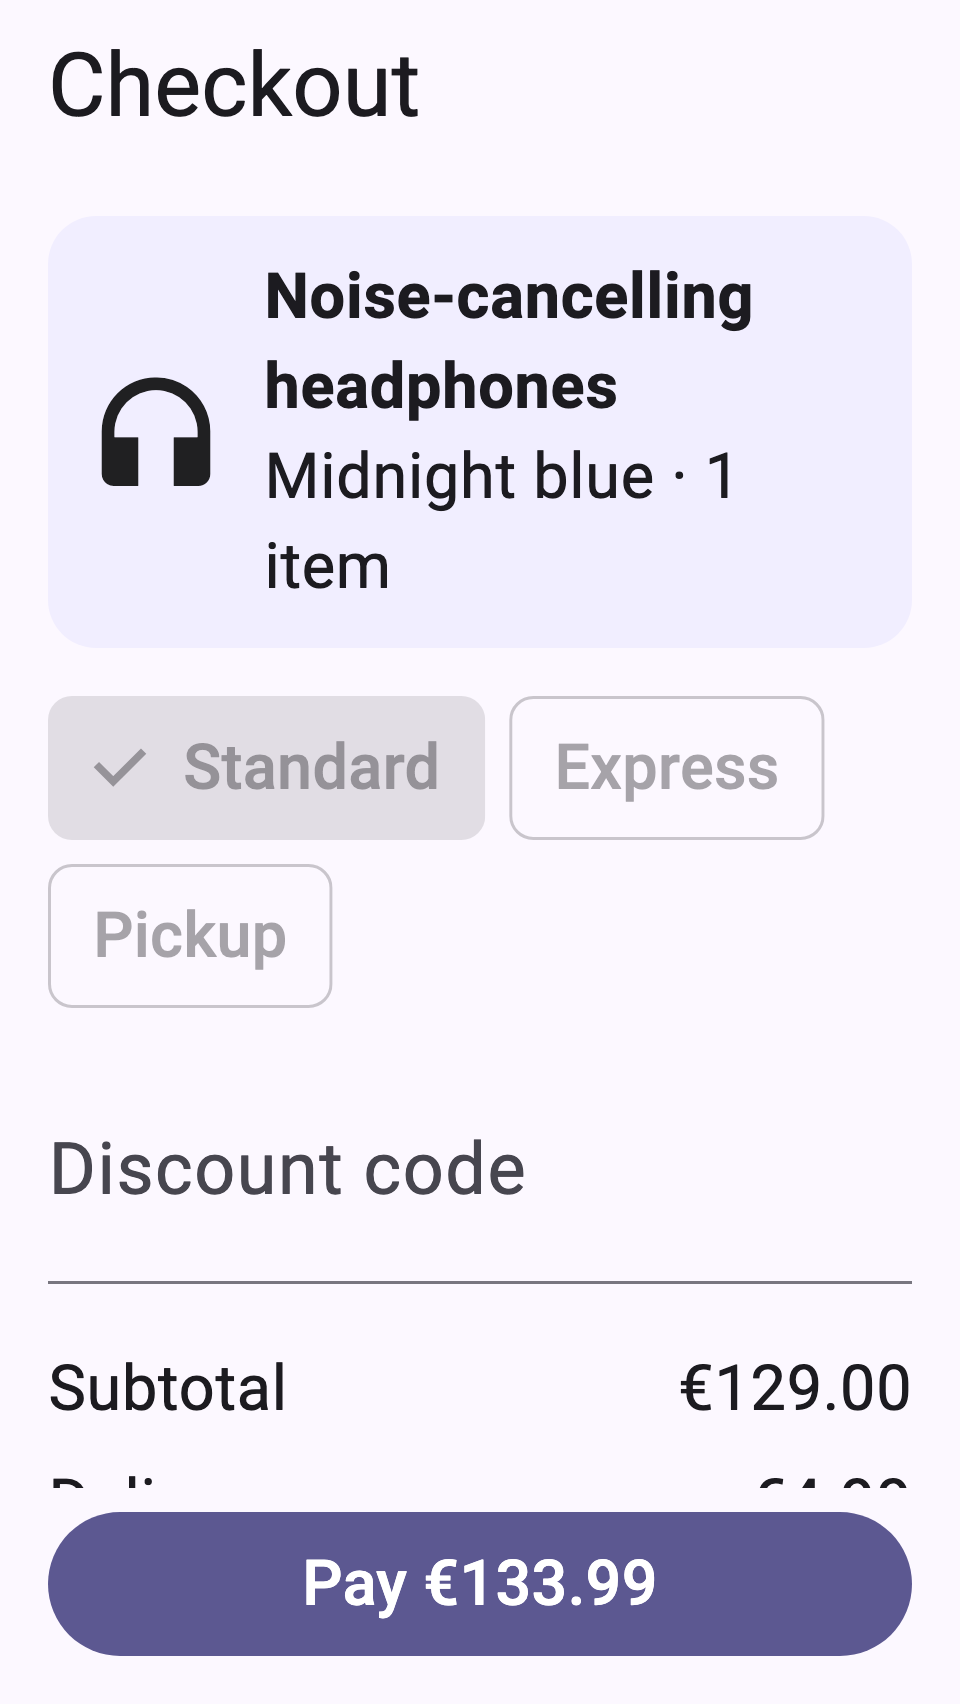 Checkout
Noise-cancelling
headphones
Midnight blue · 1
item
Standard
Express
Pickup
Discount code
Subtotal €129.00
Pay €133.99